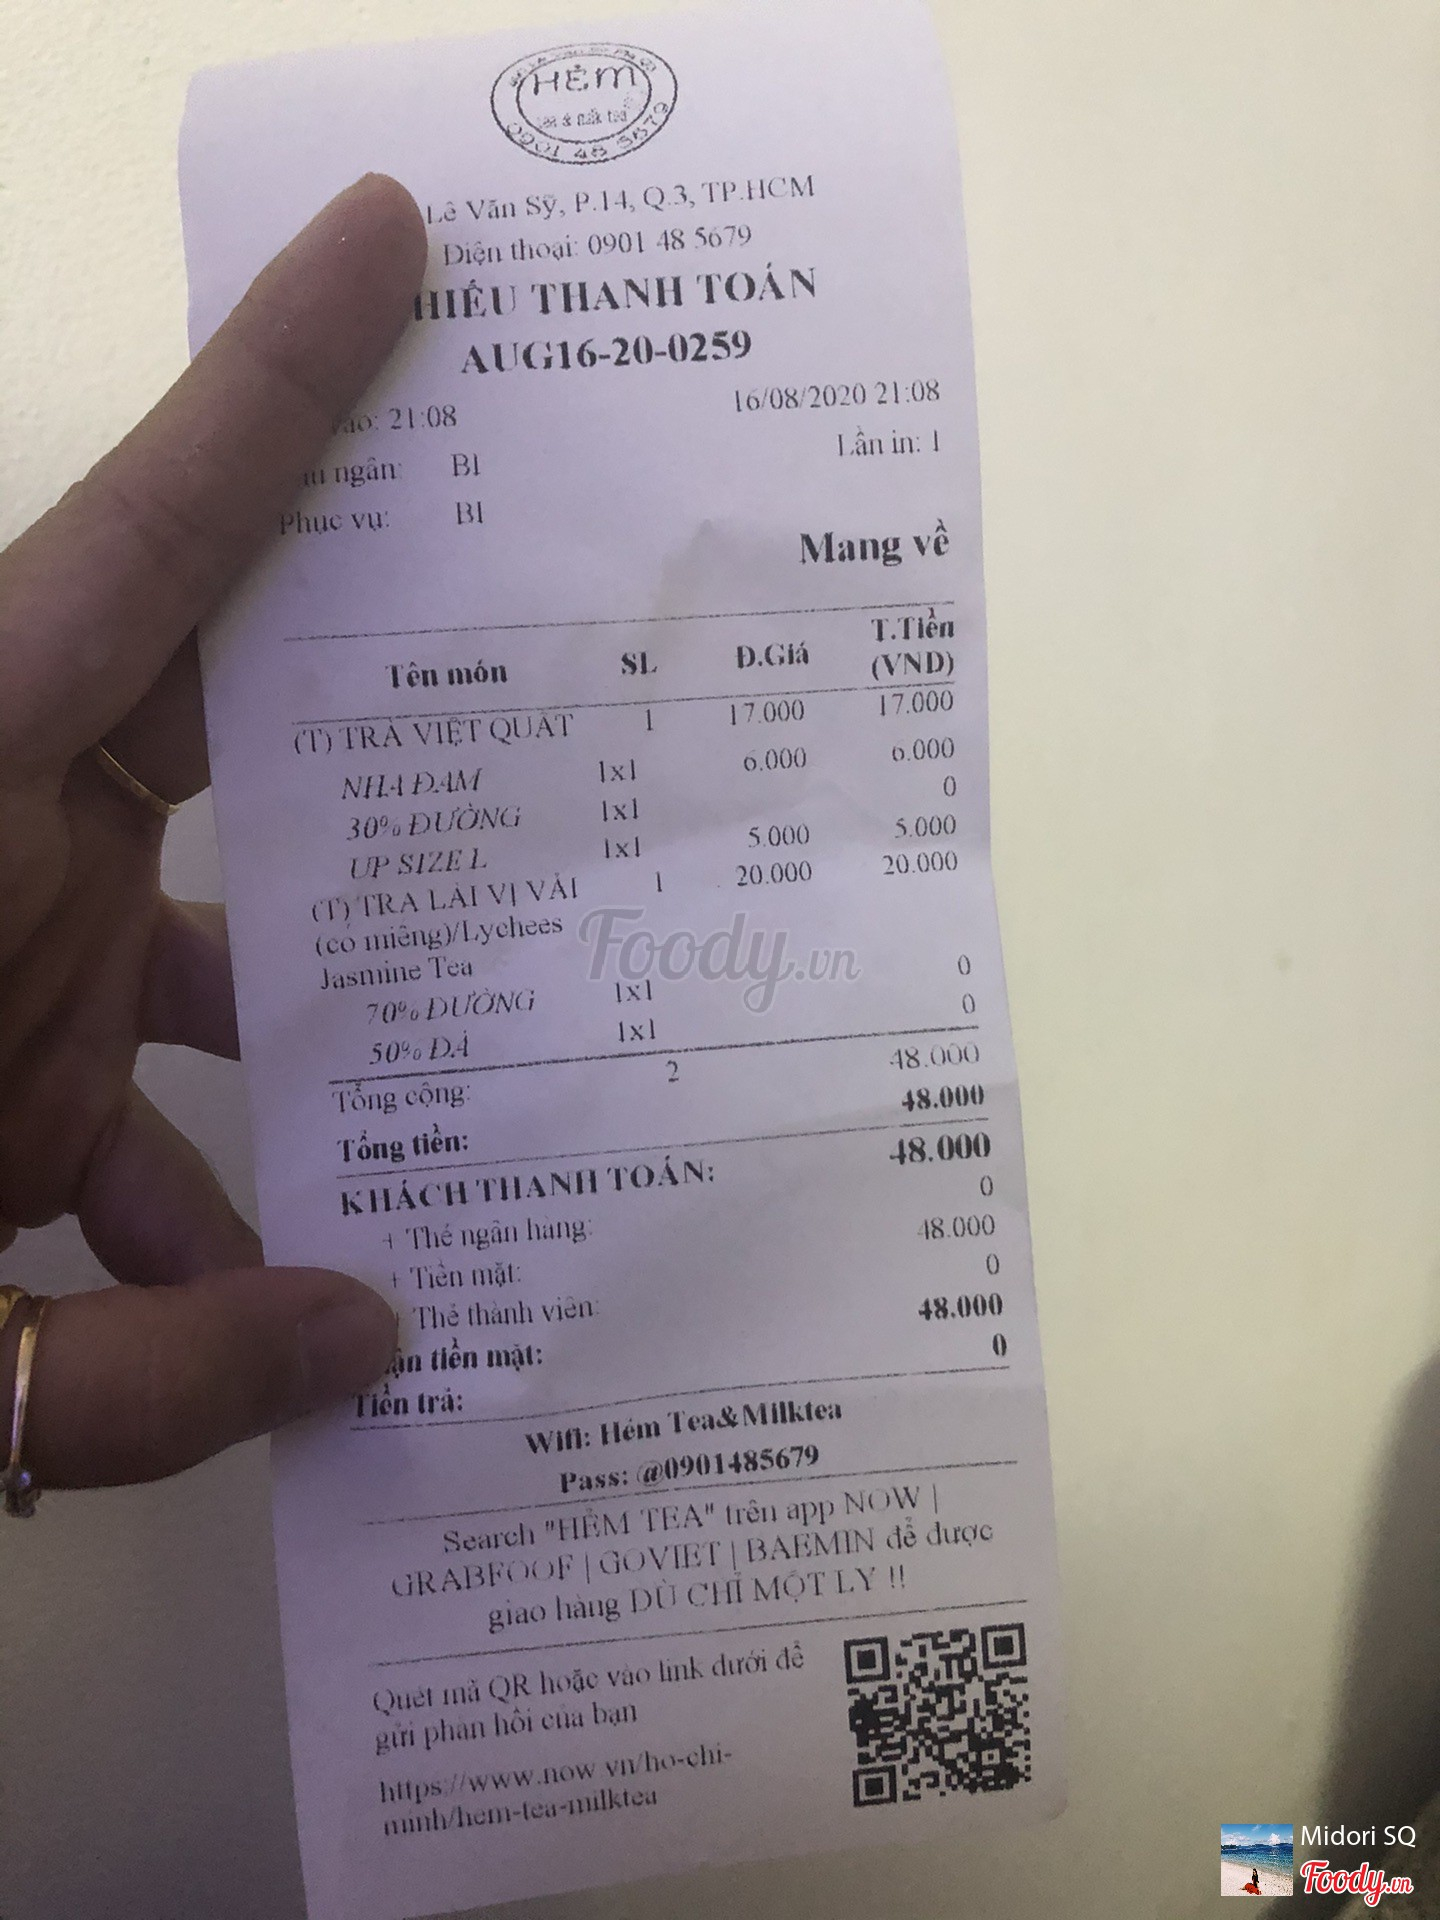 HẺM
tea & milk tea
0901 48 5679
Lê Văn Sỹ, P.14, Q.3, TP.HCM
Điện thoại: 0901 48 5679
HIẾU THANH TOÁN
AUG16-20-0259
16/08/2020 21:08
vào: 21:08
Lần in: 1
ngân: BI
Phục vụ: BI
Mang về
Tên món SL Đ.Giá T.Tiền (VND)
(T) TRÀ VIỆT QUẤT 1 17.000 17.000
NHA ĐAM 1x1 6.000 6.000
30% ĐƯỜNG 1x1 0
UP SIZE L 1x1 5.000 5.000
(T) TRA LÀI VỊ VẢI 1 20.000 20.000
(có miếng)/Lychees
Jasmine Tea
70% ĐƯỜNG 1x1 0
50% ĐÁ 1x1 0
Tổng cộng: 2 48.000
Tổng tiền: 48.000
KHÁCH THANH TOÁN: 48.000
+ Thẻ ngân hàng: 0
+ Tiền mặt: 48.000
+ Thẻ thành viên: 0
ận tiền mặt: 48.000
Tiền trả: 0
Wifi: Hẻm Tea&Milktea
Pass: @0901485679
Search "HẺM TEA" trên app NOW |
GRABFOOF | GOVIET | BAEMIN để được
giao hàng DÙ CHỈ MỘT LY !!
Quét mã QR hoặc vào link dưới để
gửi phản hồi của bạn
https://www.now.vn/ho-chi-
minh/hem-tea-milktea
Foody.vn
Midori SQ
Foody.vn